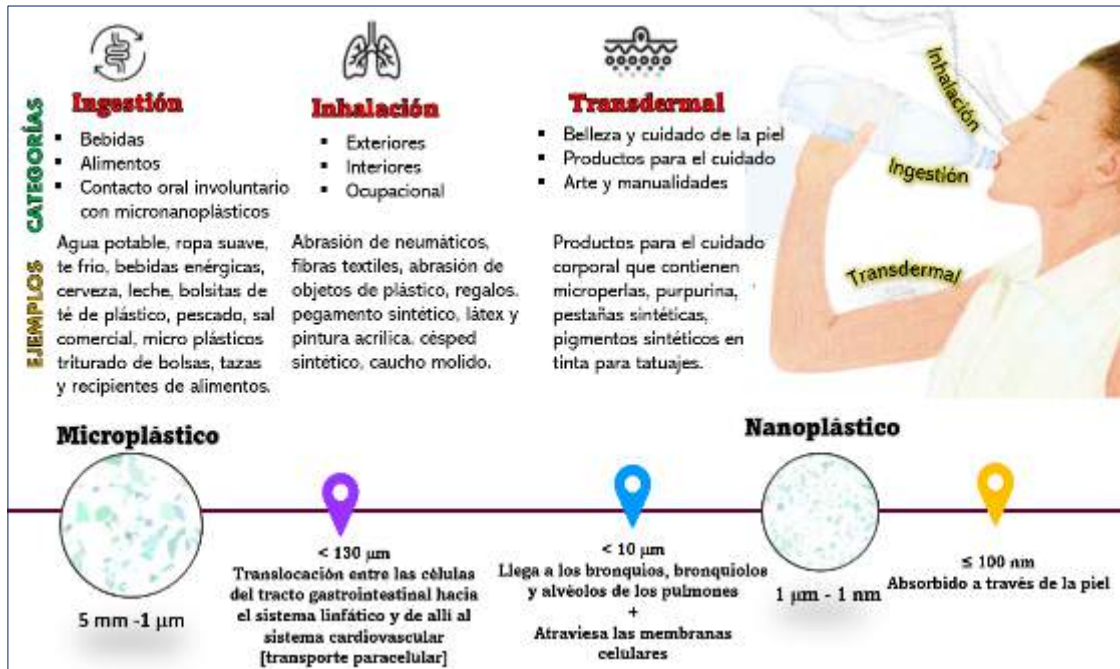 CATEGORÍAS
Ingestión
▪ Bebidas
▪ Alimentos
▪ Contacto oral involuntario
con micronanoplásticos
Inhalación
▪ Exteriores
▪ Interiores
▪ Ocupacional
Transdermal
▪ Belleza y cuidado de la piel
▪ Productos para el cuidado
▪ Arte y manualidades
Inhalación
Ingestión
Transdermal
EJEMPLOS
Agua potable, ropa suave,
te frio, bebidas enérgicas,
cerveza, leche, bolsitas de
té de plástico, pescado, sal
comercial, micro plásticos
triturado de bolsas, tazas
y recipientes de alimentos.
Abrasión de neumáticos,
fibras textiles, abrasión de
objetos de plástico, regalos.
pegamento sintético, látex y
pintura acrílica. césped
sintético, caucho molido.
Productos para el cuidado
corporal que contienen
microperlas, purpurina,
pestañas sintéticas,
pigmentos sintéticos en
tinta para tatuajes.
Microplástico
5 mm -1 µm
< 130 µm
Translocación entre las células
del tracto gastrointestinal hacia
el sistema linfático y de allí al
sistema cardiovascular
[transporte paracelular]
< 10 µm
Llega a los bronquios, bronquiolos
y alvéolos de los pulmones
+
Atraviesa las membranas
celulares
Nanoplástico
1 µm - 1 nm
≤ 100 nm
Absorbido a través de la piel